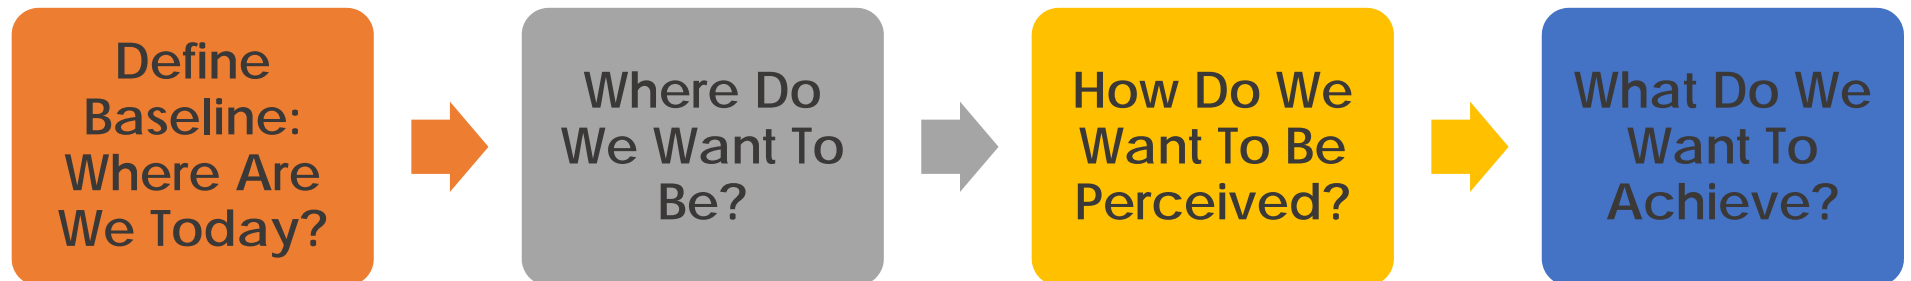 Define
Baseline:
Where Are
We Today?
Where Do
We Want To
Be?
How Do We
Want To Be
Perceived?
What Do We
Want To
Achieve?